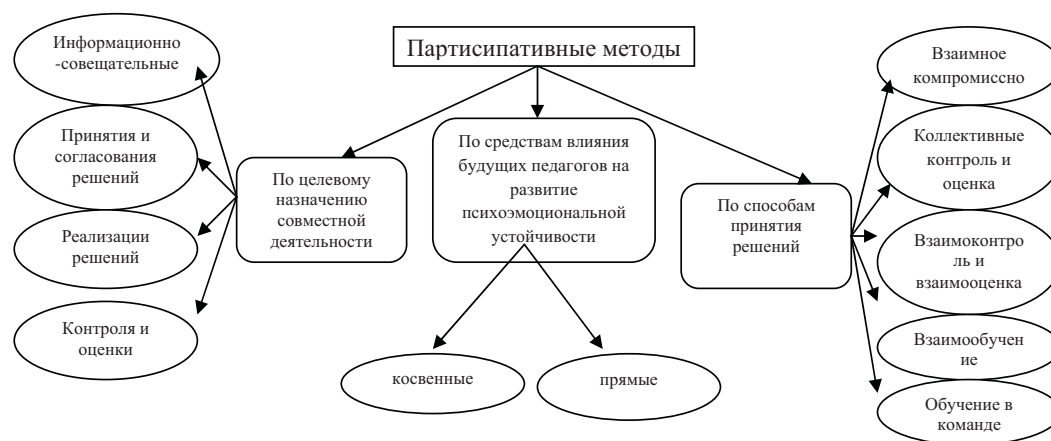 Партисипативные методы
Информационно
-совещательные
Принятия и
согласования
решений
Реализации
решений
Контроля и
оценки
По целевому
назначению
совместной
деятельности
По средствам влияния
будущих педагогов на
развитие
психоэмоциональной
устойчивости
косвенные
прямые
По способам
принятия
решений
Взаимное
компромиссно
Коллективные
контроль и
оценка
Взаимоконтро
ль и
взаимооценка
Взаимообучен
ие
Обучение в
команде